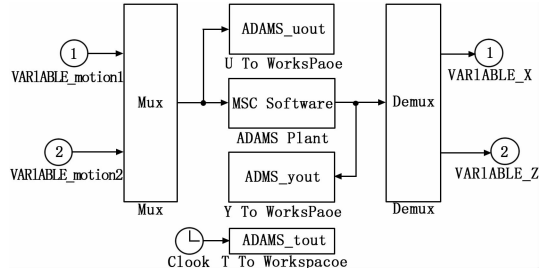 ADAMS_uout
1
1
U To WorksPaoe
VAR1ABLE_motion1
VAR1ABLE_X
Mux
MSC Software
Demux
ADAMS Plant
2
2
VAR1ABLE_motion2
ADMS_yout
VAR1ABLE_Z
Mux
Y To WorksPaoe
Demux
ADAMS_tout
Clook
T To Workspacoe